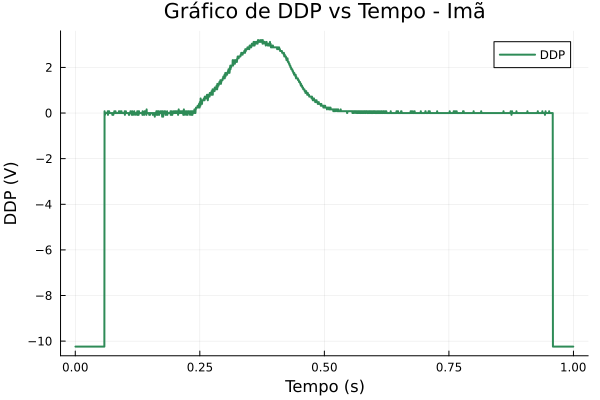 Gráfico de DDP vs Tempo - Imã
DDP
DDP (V)
2
0
−2
−4
−6
−8
−10
0.00 0.25 0.50 0.75 1.00
Tempo (s)